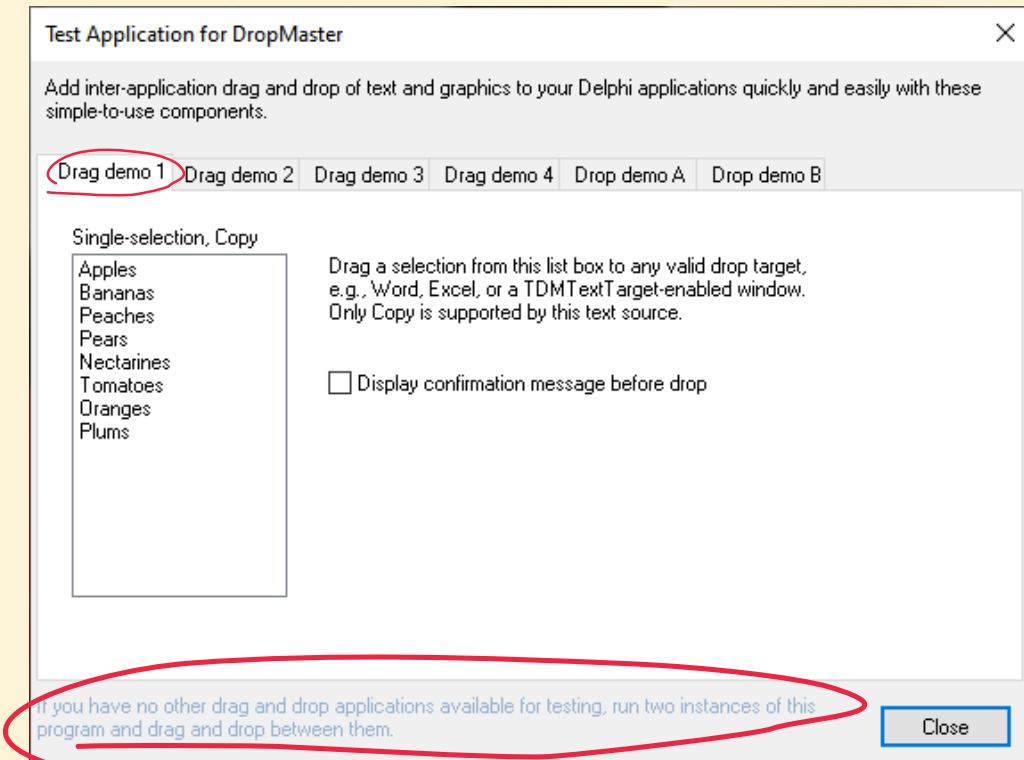 Test Application for DropMaster
Add inter-application drag and drop of text and graphics to your Delphi applications quickly and easily with these
simple-to-use components.
Drag demo 1 Drag demo 2 Drag demo 3 Drag demo 4 Drop demo A Drop demo B
Single-selection, Copy
Apples
Bananas
Peaches
Pears
Nectarines
Tomatoes
Oranges
Plums
Drag a selection from this list box to any valid drop target,
e.g., Word, Excel, or a TDMTextTarget-enabled window.
Only Copy is supported by this text source.
Display confirmation message before drop
If you have no other drag and drop applications available for testing, run two instances of this
program and drag and drop between them.
Close